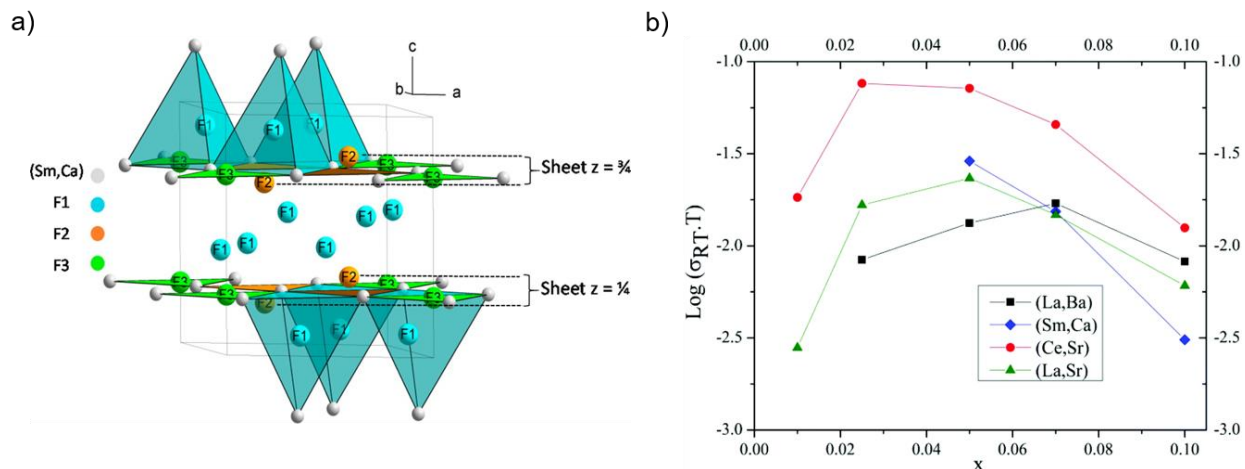 a)
c
b
a
F1
F1
F1
F2
F3
F3
Sheet z = ¾
(Sm,Ca)
F1
F2
F3
F2
F3
F3
F1
F1
F1
F1
F1
F1
F2
F3
F3
F3
F3
F2
Sheet z = ¼
F1
F1
F1
b)
0.00 0.02 0.04 0.06 0.08 0.10
-1.0 -1.0
-1.5 -1.5
-2.0 -2.0
-2.5 -2.5
-3.0 -3.0
Log (σRT.T)
(La,Ba)
(Sm,Ca)
(Ce,Sr)
(La,Sr)
0.00 0.02 0.04 0.06 0.08 0.10
x